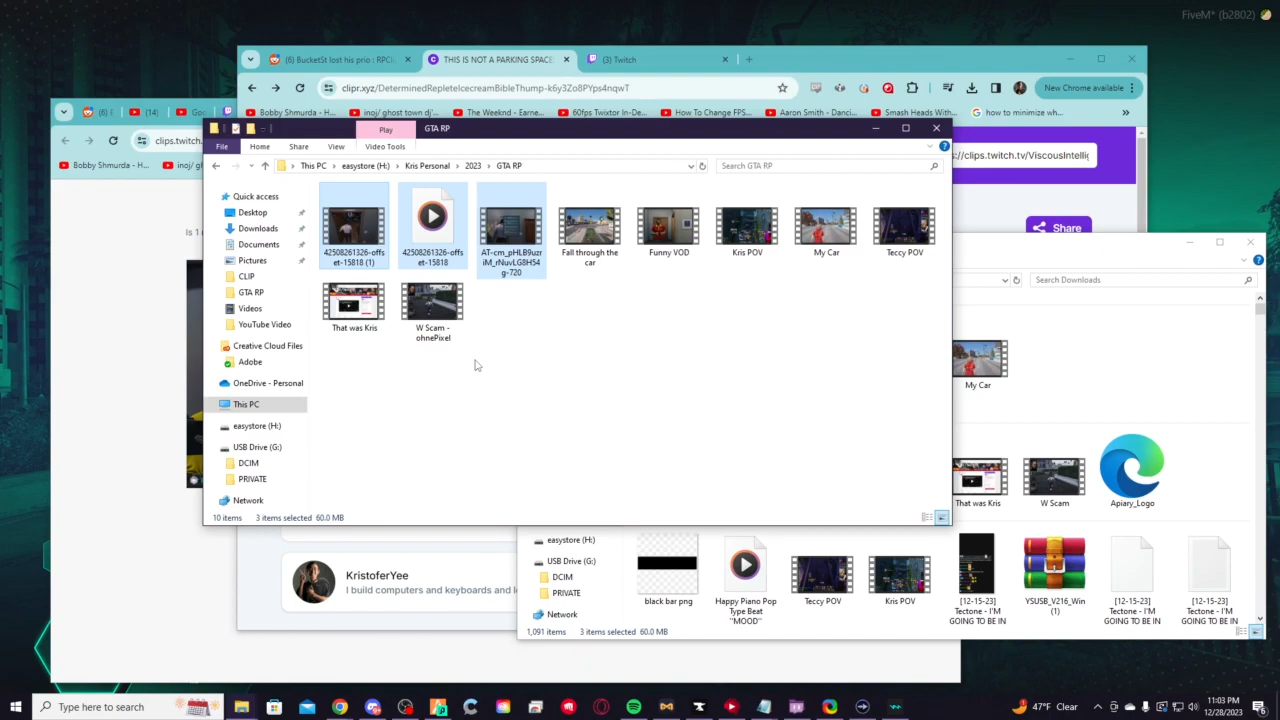 FiveM* (b2802)
(6) BucketSt lost his prio : RPCl
THIS IS NOT A PARKING SPACE
(3) Twitch
clipr.xyz/DeterminedRepleteIcecreamBibleThump-k6y3Zo8PYps4nqwT
New Chrome available
Bobby Shmurda - H...
inoj/ ghost town dj'...
The Weeknd - Earne...
60fps Twixtor In-Det...
How To Change FPS...
Aaron Smith - Danci...
Smash HeadsWord...
how to minimize wh...
(6) E
(14)
Go
clips.twitch.
Bobby Shmurda - H...
inoj/
s://clips.twitch.tv/ViscousIntellig
Share
Is 1
Play
GTA RP
File
Home
Share
View
Video Tools
This PC
easystore (H:)
Kris Personal
2023
GTA RP
Search GTA RP
Quick access
Desktop
Downloads
Documents
Pictures
CLIP
GTA RP
Videos
YouTube Video
Creative Cloud Files
Adobe
OneDrive - Personal
This PC
easystore (H:)
USB Drive (G:)
DCIM
PRIVATE
Network
42508261326-offs
et-15818 (1)
42508261326-offs
et-15818
AT-cm_pHLB9uzr
iM_rNuvLG8H54
g-720
Fall through the
car
Funny VOD
Kris POV
My Car
Teccy POV
That was Kris
W Scam -
ohnePixel
10 items
3 items selected 60.0 MB
Search Downloads
My Car
That was Kris
W Scam
Apiary_Logo
easystore (H:)
USB Drive (G:)
DCIM
PRIVATE
Network
black bar png
Happy Piano Pop
Type Beat
"MOOD"
Teccy POV
Kris POV
[12-15-23]
Tectone - I'M
GOING TO BE IN
YSUSB_V216_Win
(1)
[12-15-23]
Tectone - I'M
GOING TO BE IN
[12-15-23]
Tectone - I'M
GOING TO BE IN
1,091 items
3 items selected 60.0 MB
KristoferYee
I build computers and keyboards and l
Type here to search
47°F Clear
11:03 PM
12/28/2023